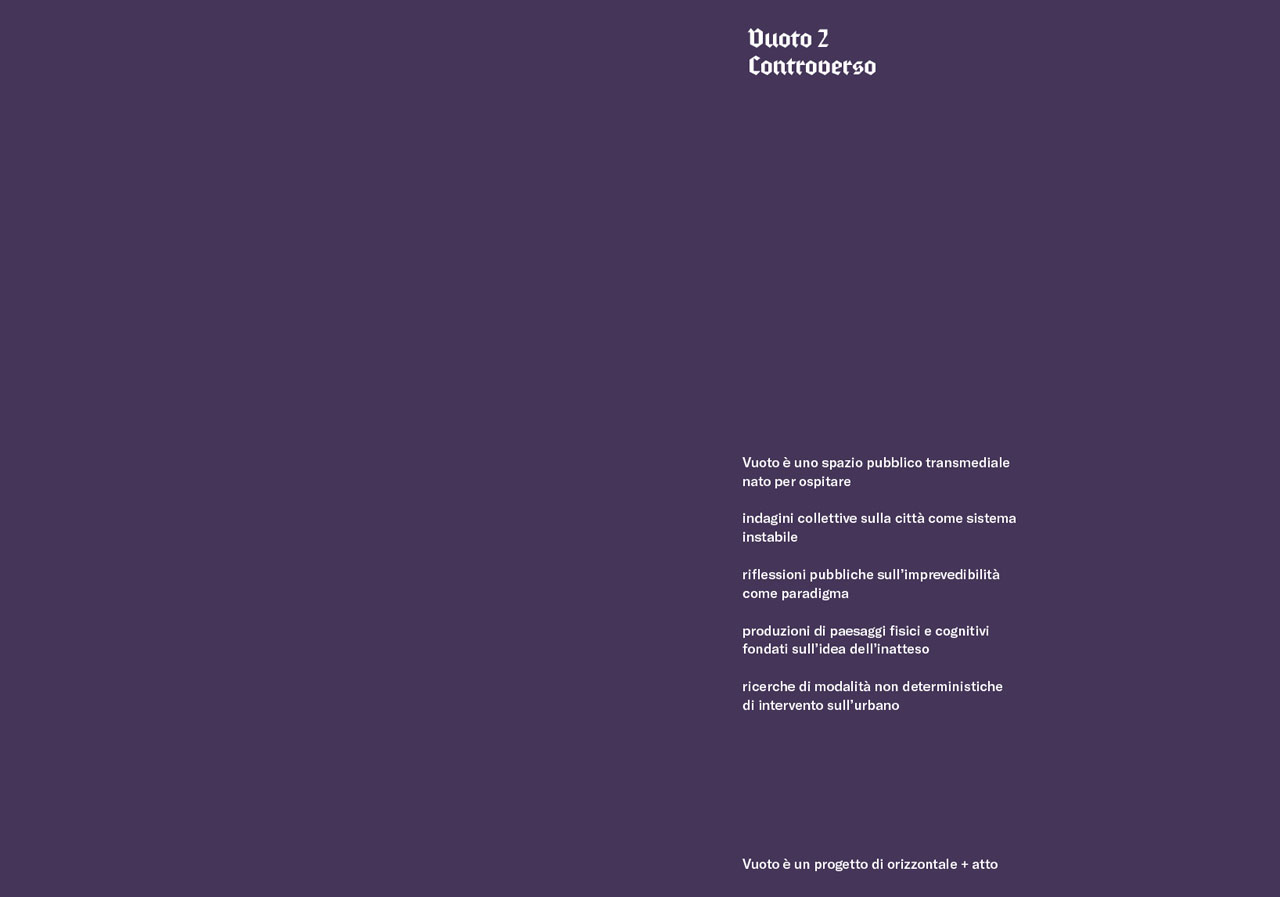 Vuoto 2
Controverso
Vuoto è uno spazio pubblico transmediale
nato per ospitare
indagini collettive sulla città come sistema
instabile
riflessioni pubbliche sull’imprevedibilità
come paradigma
produzioni di paesaggi fisici e cognitivi
fondati sull’idea dell’inatteso
ricerche di modalità non deterministiche
di intervento sull’urbano
Vuoto è un progetto di orizzontale + atto